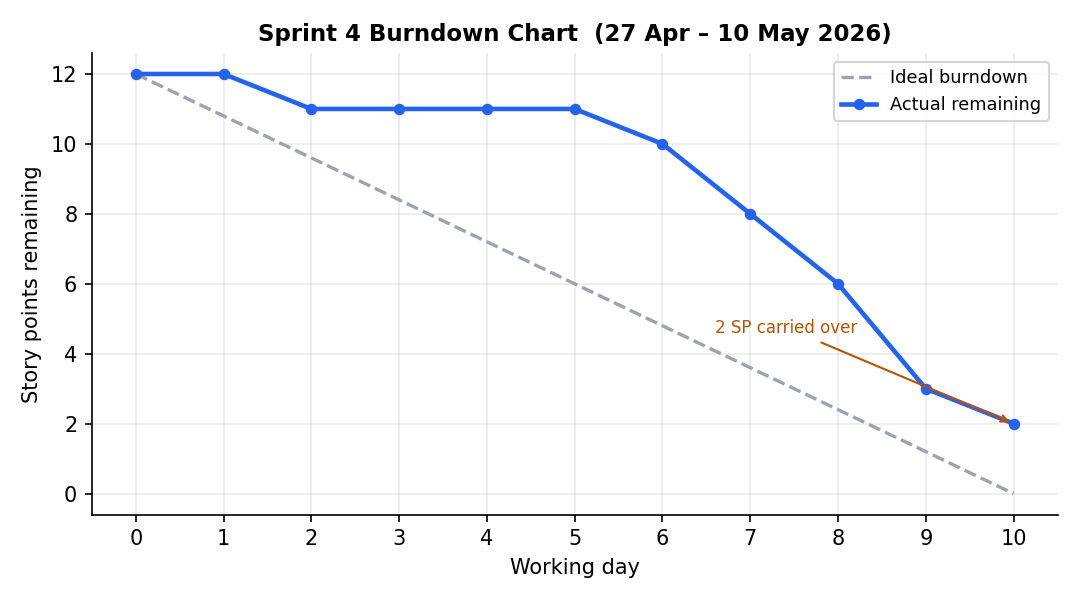 Sprint 4 Burndown Chart  (27 Apr – 10 May 2026)
Ideal burndown
Actual remaining
12
10
8
6
4
2
0
Story points remaining
2 SP carried over
0 1 2 3 4 5 6 7 8 9 10
Working day